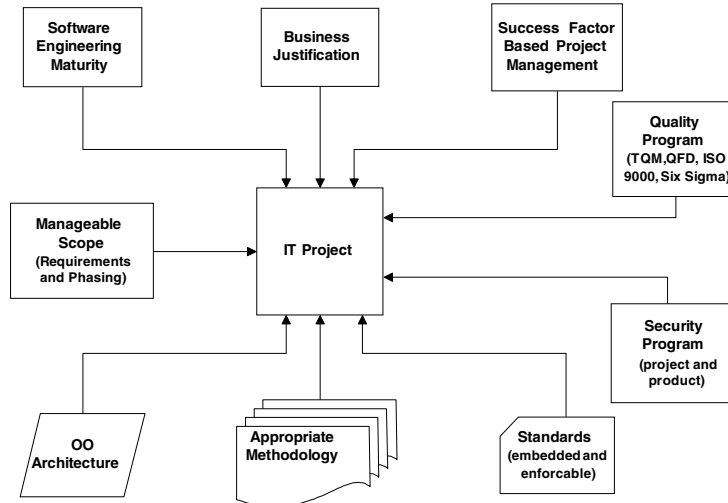 Software
Engineering
Maturity
Business
Justification
Success Factor
Based Project
Management
Quality
Program
(TQM,QFD, ISO
9000, Six Sigma)
Manageable
Scope
(Requirements
and Phasing)
IT Project
Security
Program
(project and
product)
OO
Architecture
Appropriate
Methodology
Standards
(embedded and
enforcable)